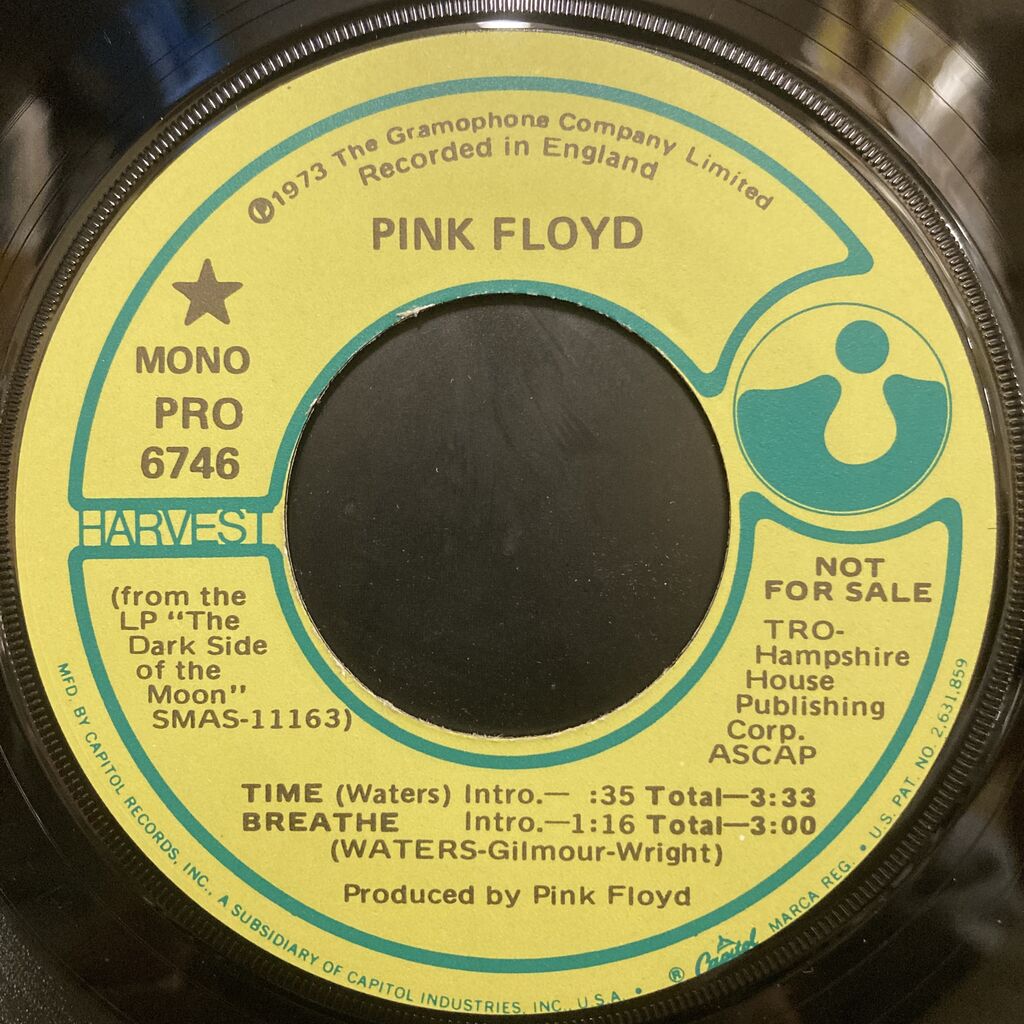 ℗1973 The Gramophone Company Limited
Recorded in England
PINK FLOYD
MONO
PRO
6746
HARVEST
(from the
LP "The
Dark Side
of the
Moon"
SMAS-11163)
NOT
FOR SALE
TRO-
Hampshire
House
Publishing
Corp.
ASCAP
TIME (Waters) Intro.— :35 Total—3:33
BREATHE Intro.—1:16 Total—3:00
(WATERS-Gilmour-Wright)
Produced by Pink Floyd
MFD. BY CAPITOL RECORDS, INC., A SUBSIDIARY OF CAPITOL INDUSTRIES, INC., U.S.A. • ® Capitol MARCA REG. • U.S. PAT. NO. 2,631,859